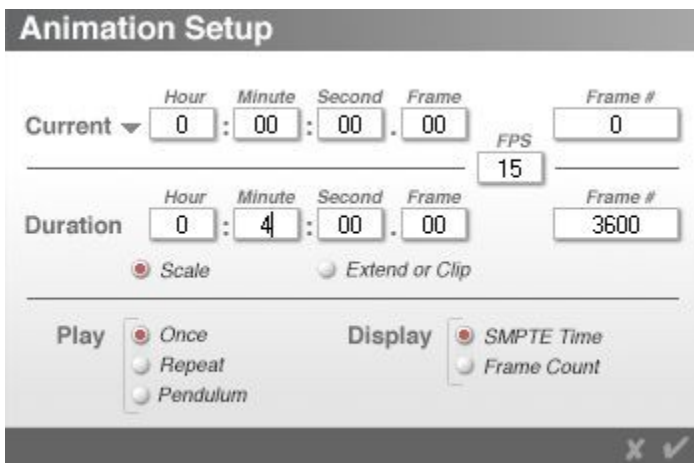 Animation Setup
Hour Minute Second Frame Frame #
Current 0 : 00 : 00 . 00 0
FPS
15
Hour Minute Second Frame Frame #
Duration 0 : 4 : 00 . 00 3600
Scale Extend or Clip
Play Once Display SMPTE Time
Repeat Frame Count
Pendulum